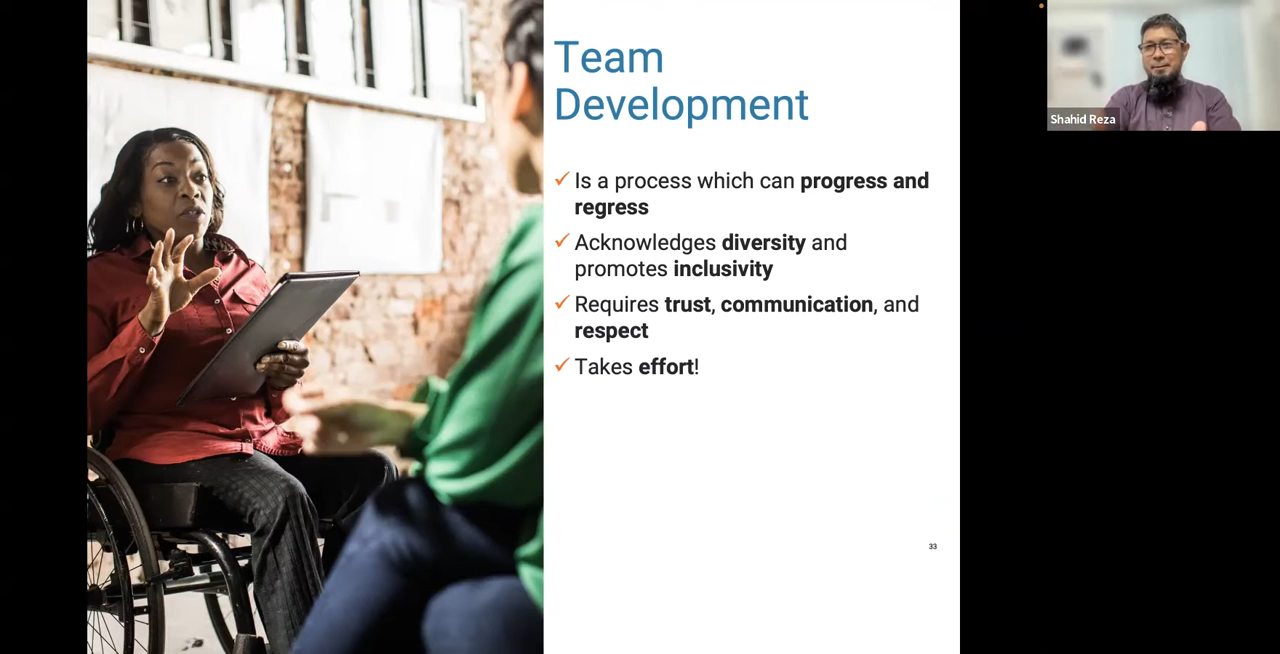 Team
Development
Is a process which can progress and
regress
Acknowledges diversity and
promotes inclusivity
Requires trust, communication, and
respect
Takes effort!
33
Shahid Reza